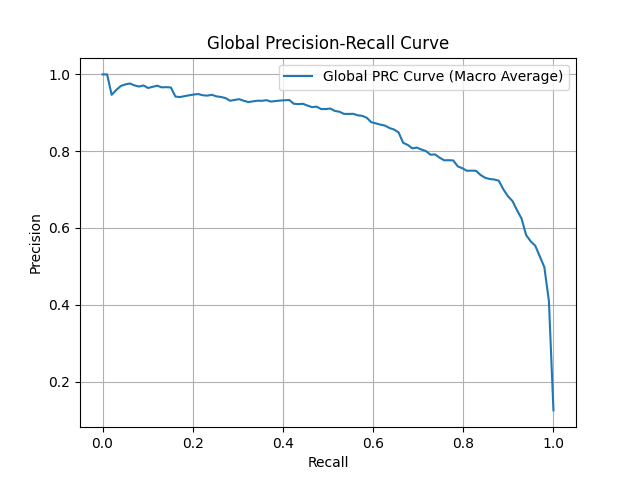 Global Precision-Recall Curve
Global PRC Curve (Macro Average)
Precision
1.0
0.8
0.6
0.4
0.2
0.0 0.2 0.4 0.6 0.8 1.0
Recall